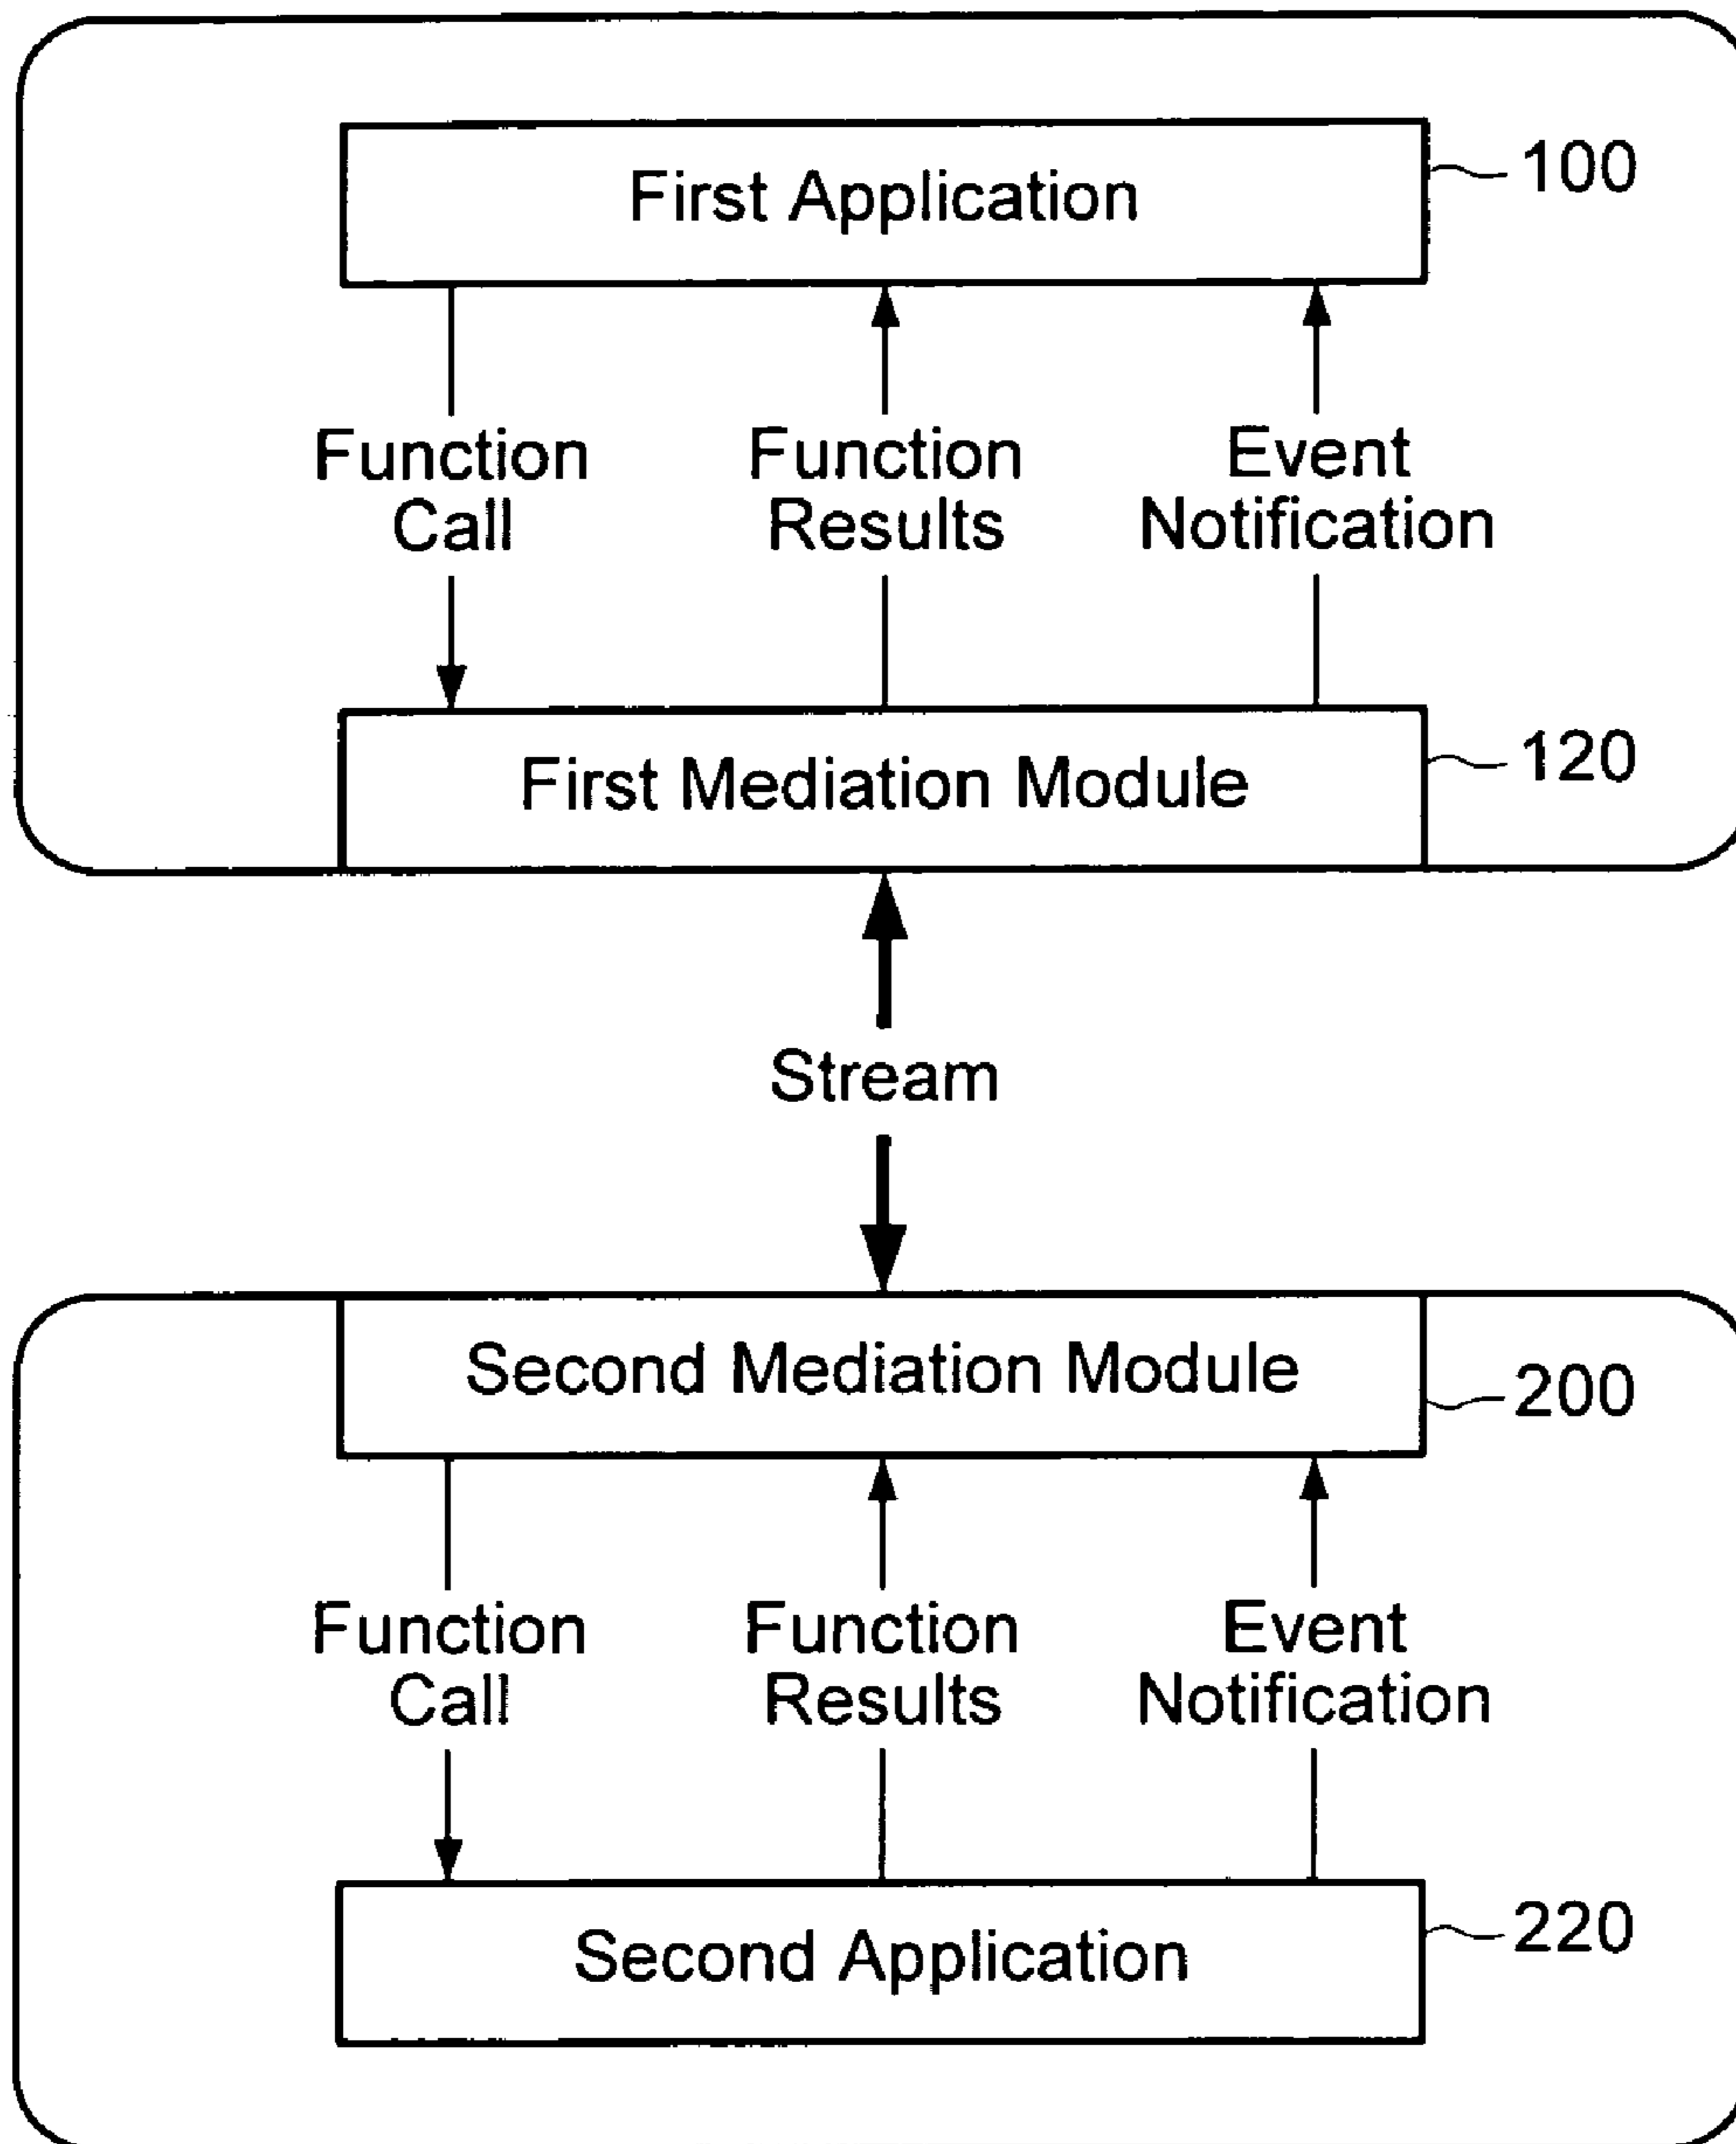 First Application
100
Function
Call
Function
Results
Event
Notification
First Mediation Module
120
Stream
Second Mediation Module
200
Function
Call
Function
Results
Event
Notification
Second Application
220